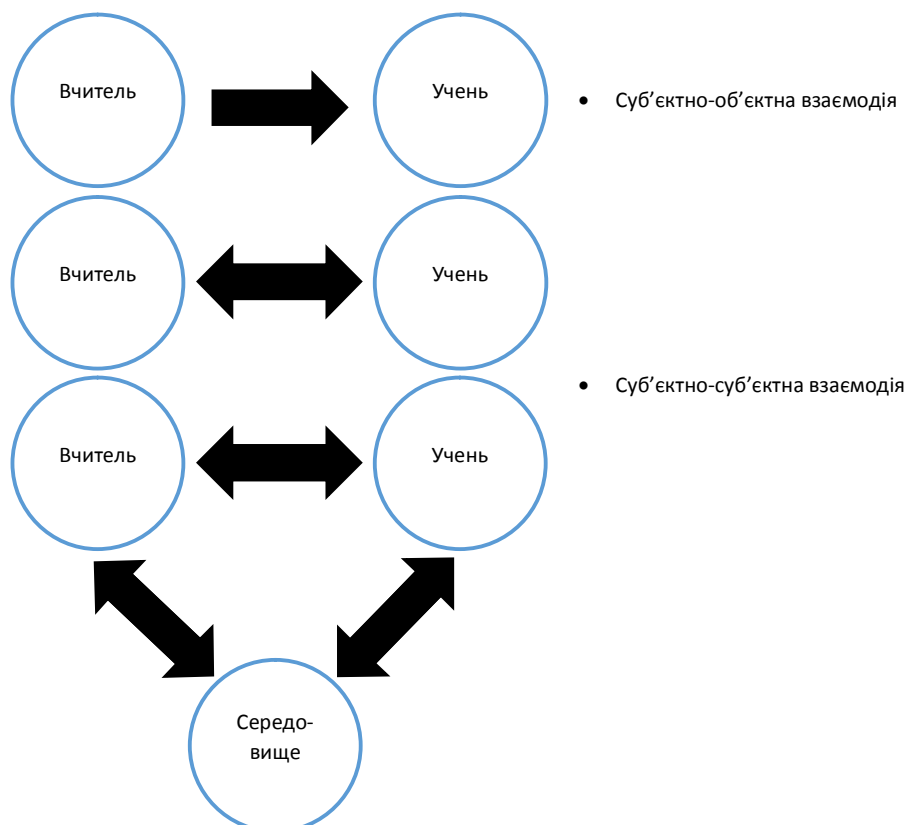 Вчитель
Учень
• Суб’єктно-об’єктна взаємодія
Вчитель
Учень
• Суб’єктно-суб’єктна взаємодія
Вчитель
Учень
Середо-
вище